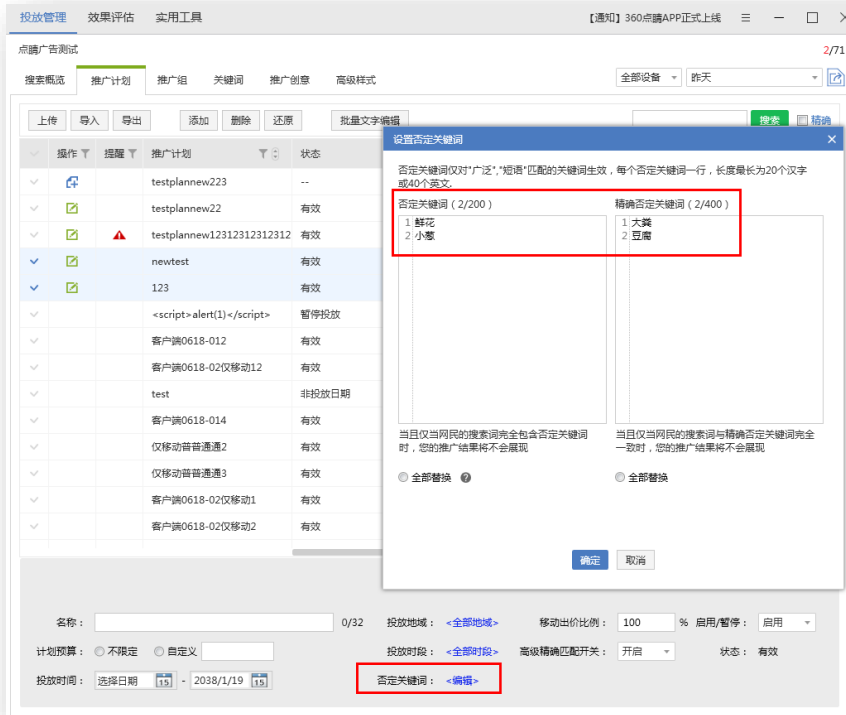 投放管理 效果评估 实用工具 【通知】360点睛APP正式上线
点睛广告测试 2/71
搜索概览 推广计划 推广组 关键词 推广创意 高级样式 全部设备 昨天
上传 导入 导出 添加 删除 还原 批量文字编辑 搜索 精确
操作 提醒 推广计划 状态
testplannew223 --
testplannew22 有效
testplannew12312312312312 有效
newtest 有效
123 有效
<script>alert(1)</script> 暂停投放
客户端0618-012 有效
客户端0618-02仅移动12 有效
test 非投放日期
客户端0618-014 有效
仅移动普普通通2 有效
仅移动普普通通3 有效
客户端0618-02仅移动1 有效
客户端0618-02仅移动2 有效
设置否定关键词
否定关键词仅对"广泛","短语"匹配的关键词生效，每个否定关键词一行，长度最长为20个汉字
或40个英文.
否定关键词（2/200） 精确否定关键词（2/400）
1 鲜花 1 大粪
2 小葱 2 豆腐
当且仅当网民的搜索词完全包含否定关键词 当且仅当网民的搜索词与精确否定关键词完全
时，您的推广结果将不会展现 一致时，您的推广结果将不会展现
全部替换 ? 全部替换
确定 取消
名称： 0/32 投放地域： <全部地域> 移动出价比例： 100 % 启用/暂停： 启用
计划预算： 不限定 自定义 投放时段： <全部时段> 高级精确匹配开关： 开启 状态： 有效
投放时间： 选择日期 15 - 2038/1/19 15 否定关键词： <编辑>